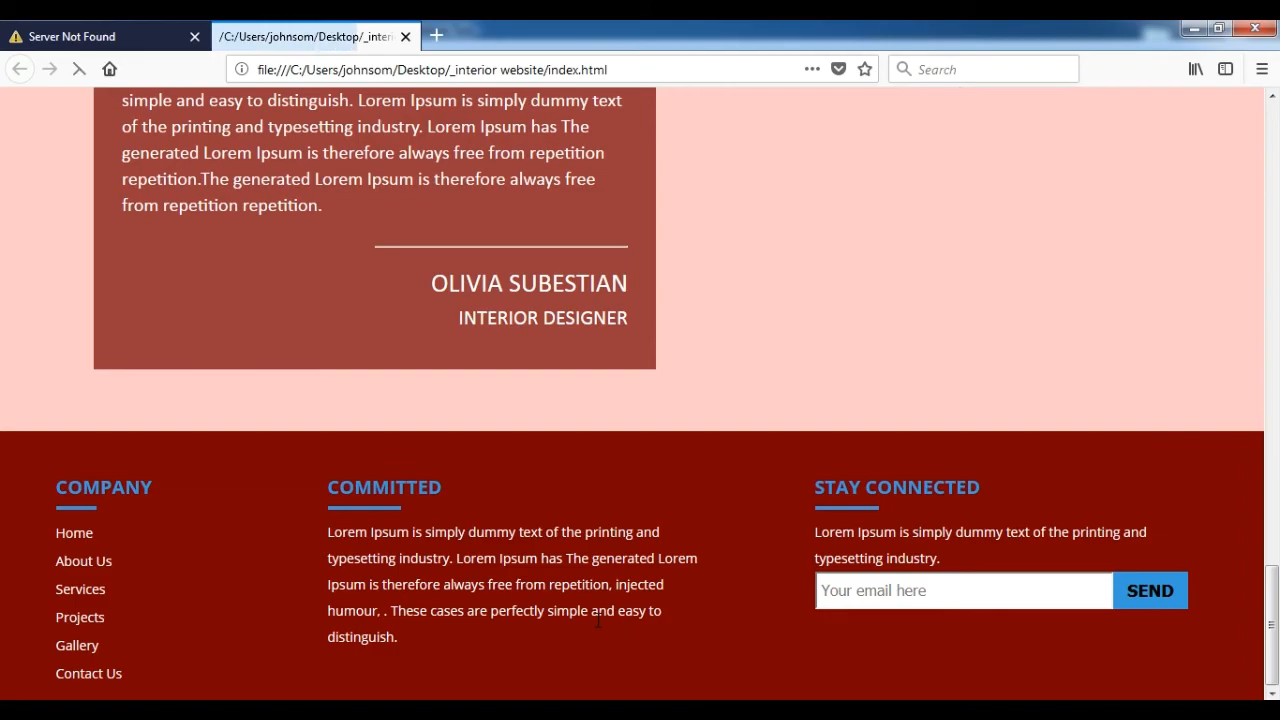 Server Not Found
/C:/Users/johnsom/Desktop/_interi
file:///C:/Users/johnsom/Desktop/_interior website/index.html
Search
simple and easy to distinguish. Lorem Ipsum is simply dummy text
of the printing and typesetting industry. Lorem Ipsum has The
generated Lorem Ipsum is therefore always free from repetition
repetition.The generated Lorem Ipsum is therefore always free
from repetition repetition.
OLIVIA SUBESTIAN
INTERIOR DESIGNER
COMPANY
Home
About Us
Services
Projects
Gallery
Contact Us
COMMITTED
Lorem Ipsum is simply dummy text of the printing and
typesetting industry. Lorem Ipsum has The generated Lorem
Ipsum is therefore always free from repetition, injected
humour, . These cases are perfectly simple and easy to
distinguish.
STAY CONNECTED
Lorem Ipsum is simply dummy text of the printing and
typesetting industry.
Your email here
SEND